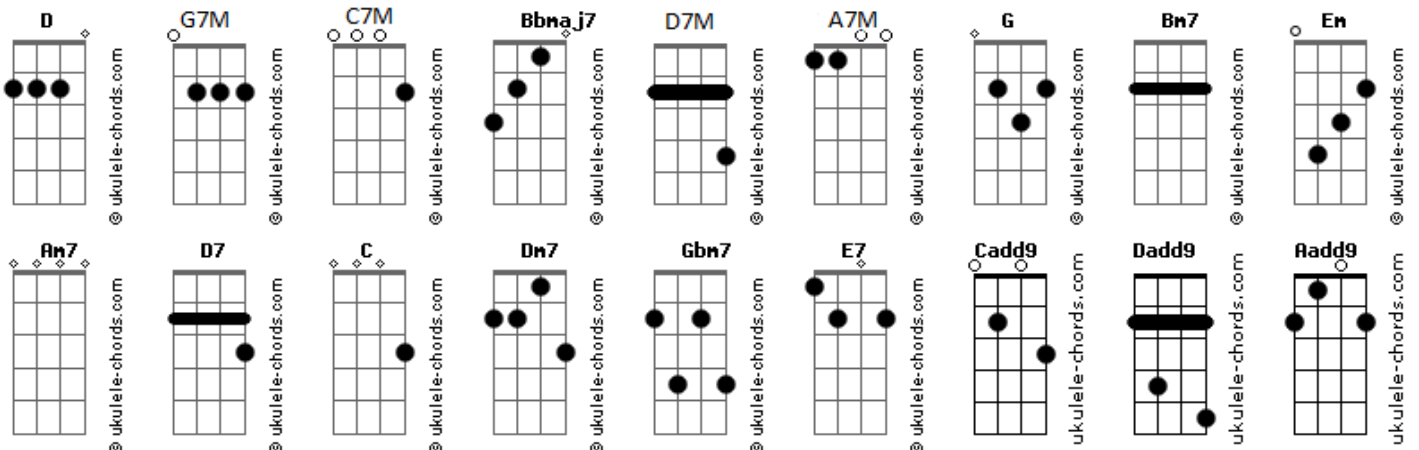 D G7M C7M Bbmaj7 D7M A7M G Bm7 Em
© ukulele-chords.com © ukulele-chords.com © ukulele-chords.com © ukulele-chords.com © ukulele-chords.com © ukulele-chords.com © ukulele-chords.com © ukulele-chords.com © ukulele-chords.com
Am7 D7 C Dm7 Gbm7 E7 Cadd9 Dadd9 Aadd9
© ukulele-chords.com © ukulele-chords.com © ukulele-chords.com © ukulele-chords.com © ukulele-chords.com © ukulele-chords.com ukulele-chords.com ukulele-chords.com ukulele-chords.com